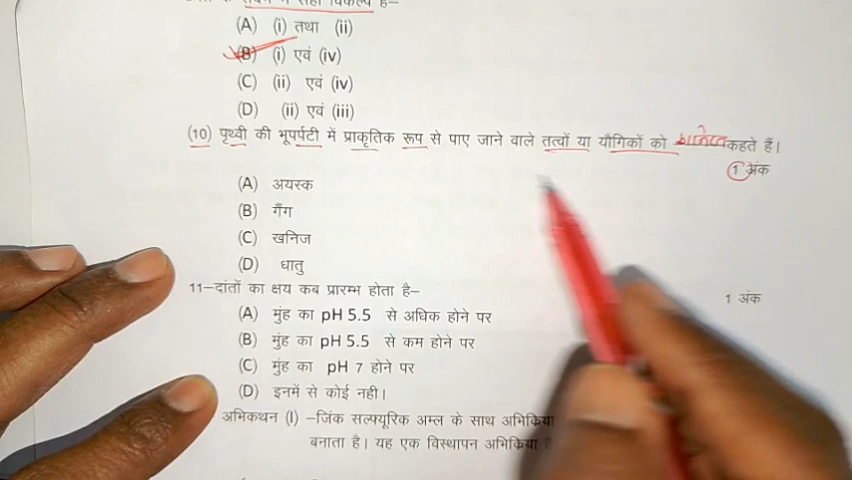 सही विकल्प है–
(A) (i) तथा (ii)
(B) (i) एवं (iv)
(C) (ii) एवं (iv)
(D) (ii) एवं (iii)
(10) पृथ्वी की भूपर्पटी में प्राकृतिक रूप से पाए जाने वाले तत्वों या यौगिकों को कहते हैं।
1 अंक
(A) अयस्क
(B) गैंग
(C) खनिज
(D) धातु
11–दांतों का क्षय कब प्रारम्भ होता है–
1 अंक
(A) मुंह का pH 5.5 से अधिक होने पर
(B) मुंह का pH 5.5 से कम होने पर
(C) मुंह का pH 7 होने पर
(D) इनमें से कोई नही।
अभिकथन (I) –जिंक सल्फ्यूरिक अम्ल के साथ
बनाता है। यह एक विस्थापन अभिक्रिया